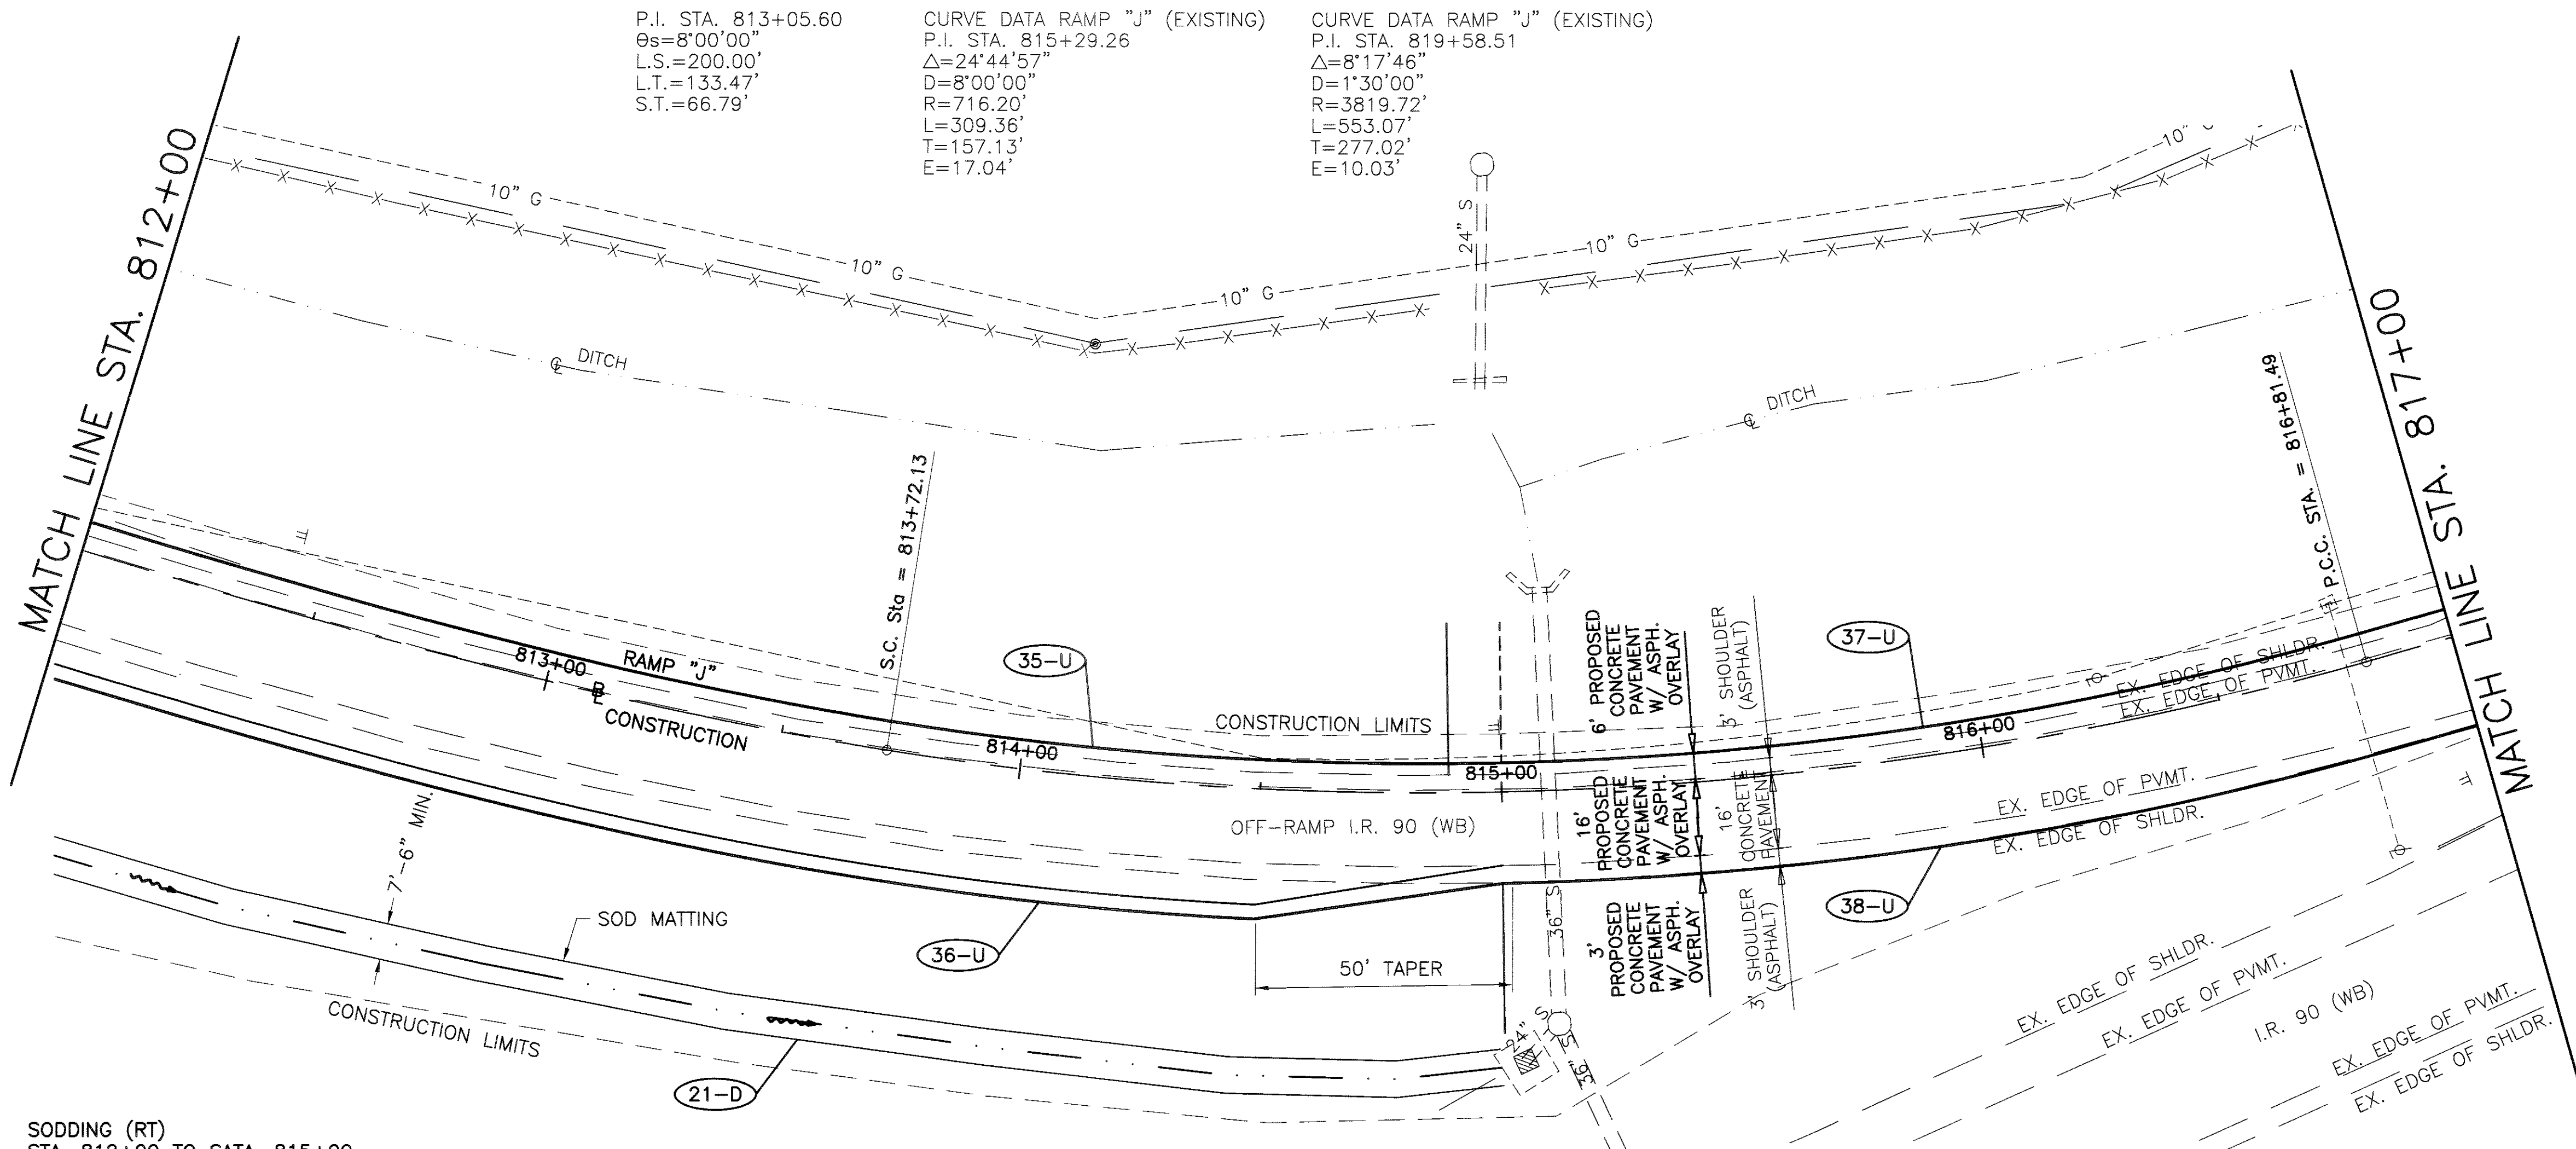 P.I. STA. 813+05.60
θs=8°00'00"
L.S.=200.00'
L.T.=133.47'
S.T.=66.79'
CURVE DATA RAMP "J" (EXISTING)
P.I. STA. 815+29.26
△=24°44'57"
D=8°00'00"
R=716.20'
L=309.36'
T=157.13'
E=17.04'
CURVE DATA RAMP "J" (EXISTING)
P.I. STA. 819+58.51
△=8°17'46"
D=1°30'00"
R=3819.72'
L=553.07'
T=277.02'
E=10.03'
MATCH LINE STA. 812+00
10" G
10" G
10" G
10" G
10"
24" S
℄ DITCH
℄ DITCH
MATCH LINE STA. 817+00
P.C.C. STA. = 816+81.49
S.C. Sta = 813+72.13
813+00
RAMP "J"
CONSTRUCTION
35-U
814+00
CONSTRUCTION LIMITS
815+00
6' PROPOSED
CONCRETE
PAVEMENT
W/ ASPH.
OVERLAY
3' SHOULDER
(ASPHALT)
37-U
816+00
EX. EDGE OF SHLDR.
EX. EDGE OF PVMT.
OFF-RAMP I.R. 90 (WB)
16'
PROPOSED
CONCRETE
PAVEMENT
W/ ASPH.
OVERLAY
16'
CONCRETE
PAVEMENT
EX. EDGE OF PVMT.
EX. EDGE OF SHLDR.
7'-6" MIN.
SOD MATTING
36-U
50' TAPER
36" S
3'
PROPOSED
CONCRETE
PAVEMENT
W/ ASPH.
OVERLAY
3' SHOULDER
(ASPHALT)
38-U
CONSTRUCTION LIMITS
21-D
24" S
36" S
EX. EDGE OF SHLDR.
EX. EDGE OF PVMT.
I.R. 90 (WB)
EX. EDGE OF PVMT.
EX. EDGE OF SHLDR.
SODDING (RT)
STA. 812+00 TO SATA. 815+00